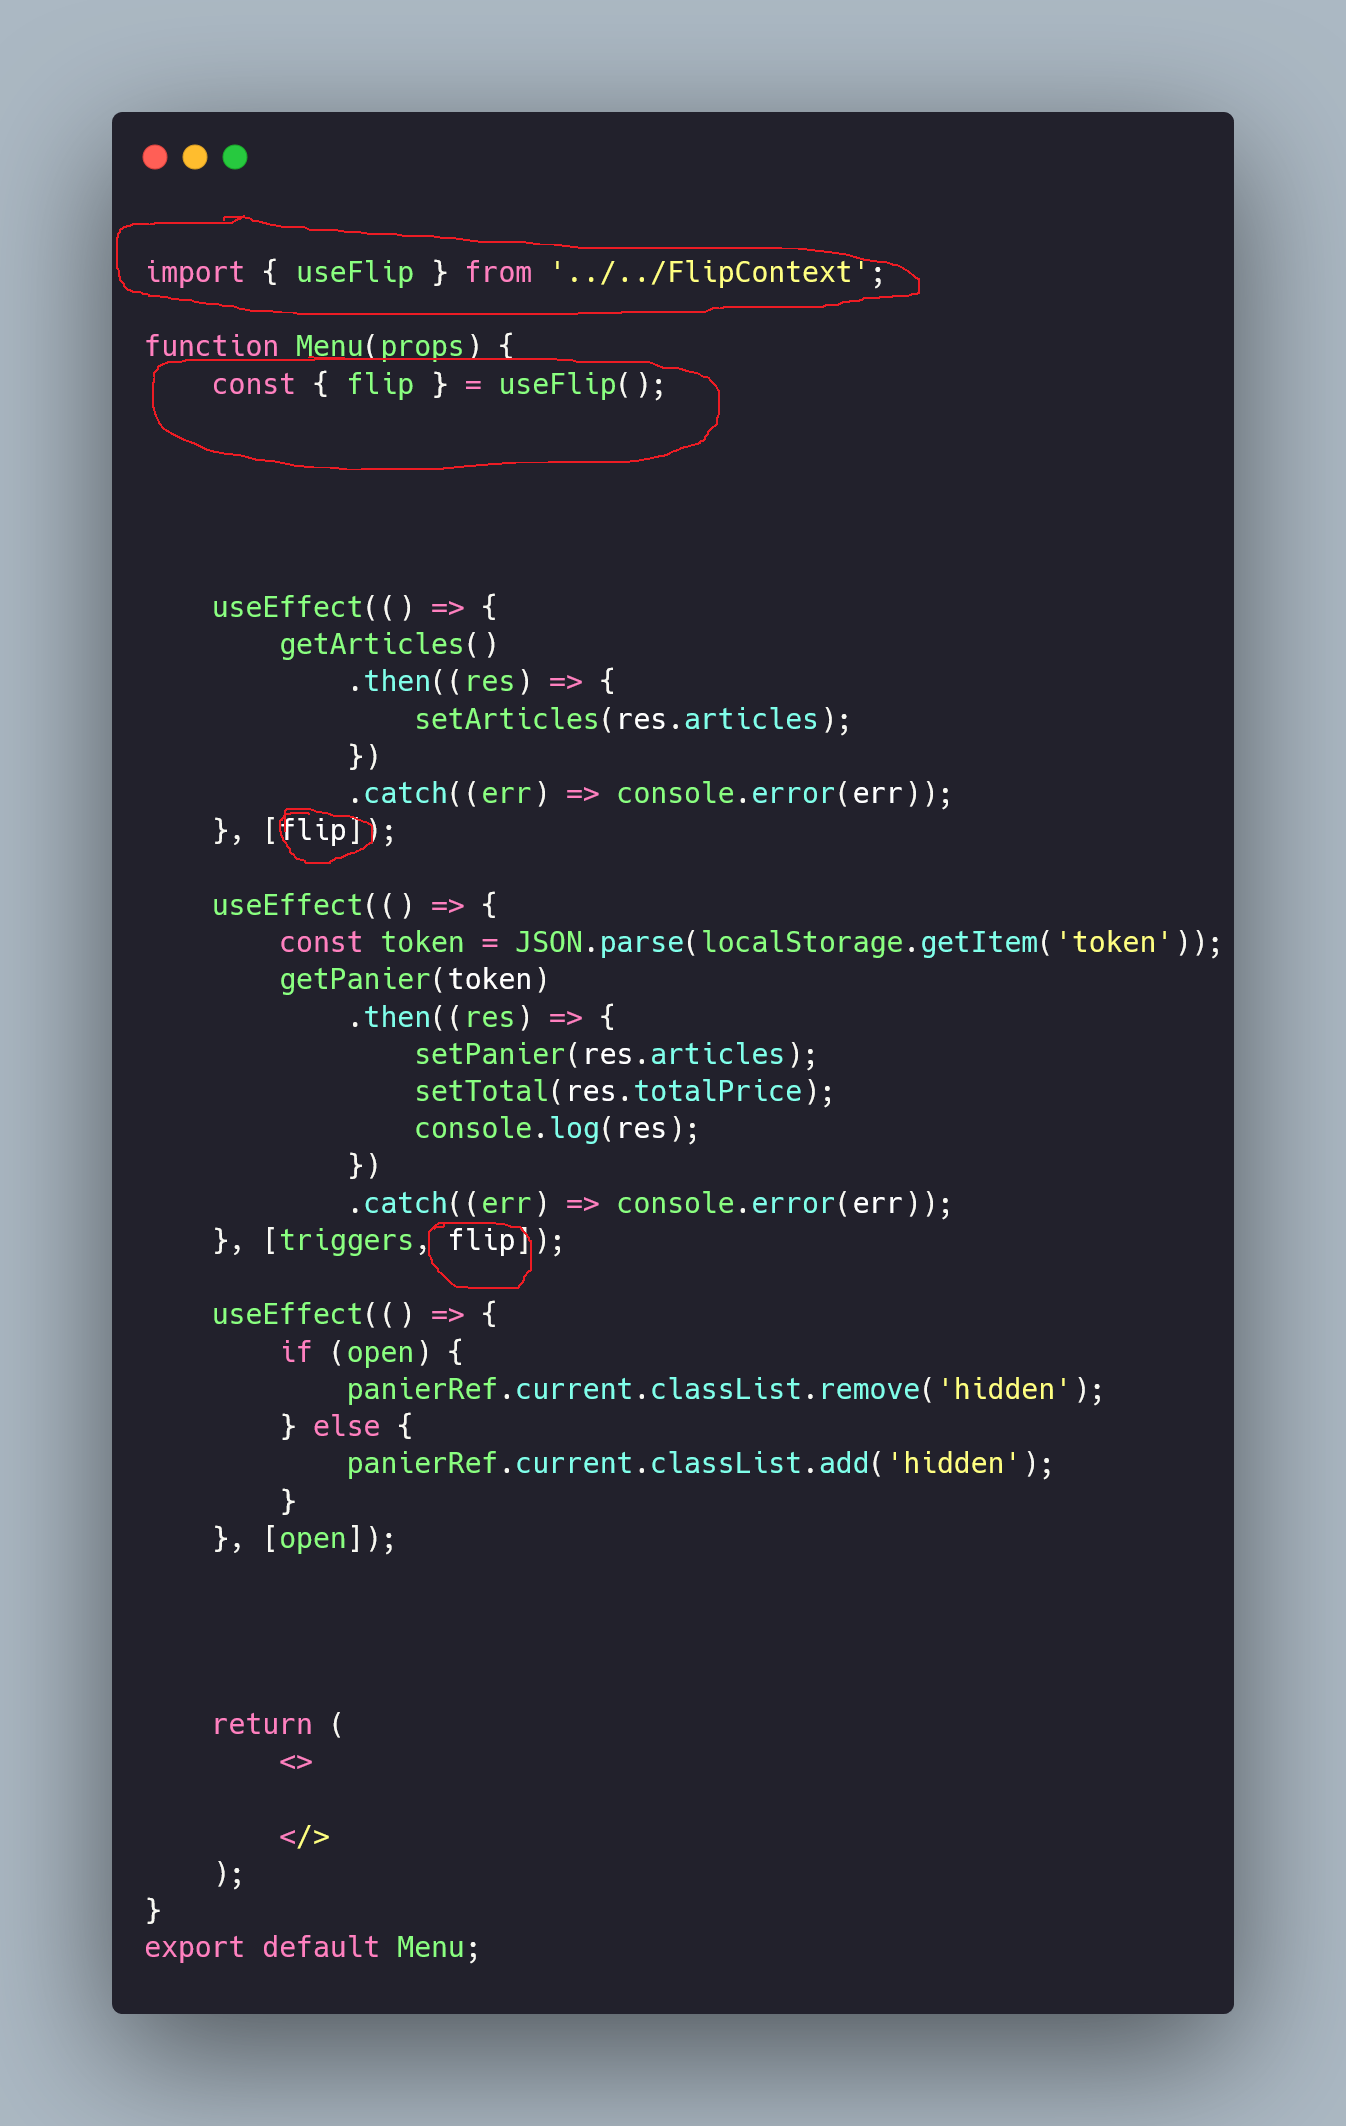 import { useFlip } from '../../FlipContext';
function Menu(props) {
const { flip } = useFlip();
useEffect(() => {
getArticles()
.then((res) => {
setArticles(res.articles);
})
.catch((err) => console.error(err));
}, [flip]);
useEffect(() => {
const token = JSON.parse(localStorage.getItem('token'));
getPanier(token)
.then((res) => {
setPanier(res.articles);
setTotal(res.totalPrice);
console.log(res);
})
.catch((err) => console.error(err));
}, [triggers, flip]);
useEffect(() => {
if (open) {
panierRef.current.classList.remove('hidden');
} else {
panierRef.current.classList.add('hidden');
}
}, [open]);
return (
<>
</>
);
}
export default Menu;